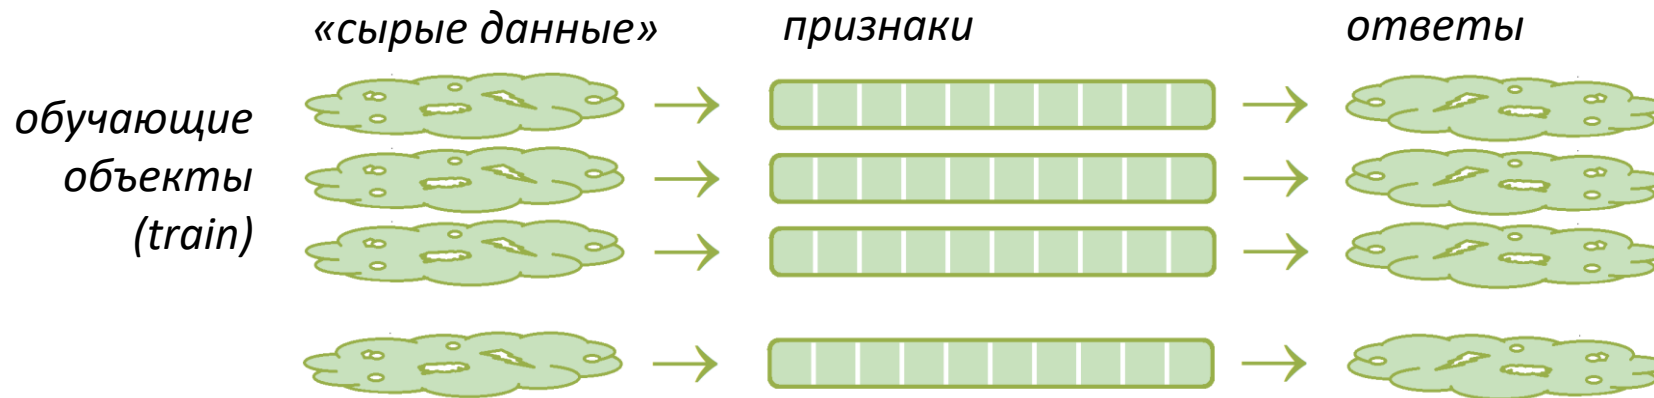 «сырые данные»
признаки
ответы
обучающие
объекты
(train)